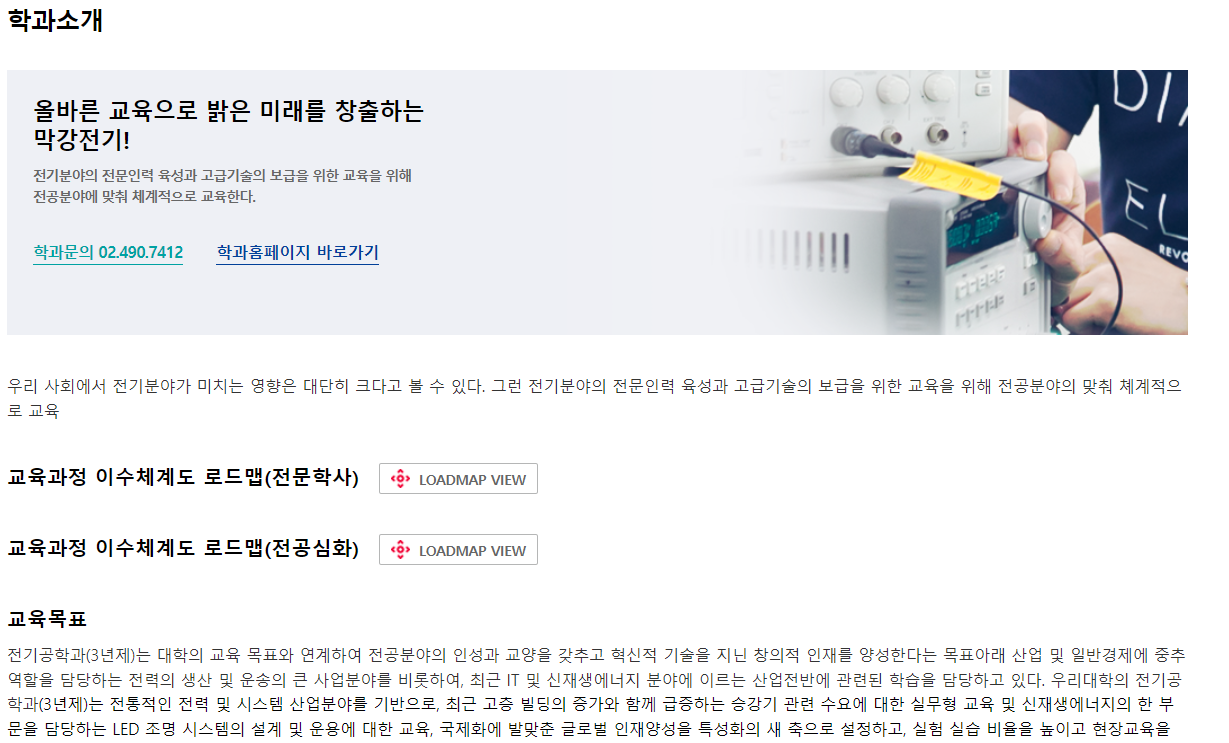 학과소개
올바른 교육으로 밝은 미래를 창출하는
막강전기!
전기분야의 전문인력 육성과 고급기술의 보급을 위한 교육을 위해
전공분야에 맞춰 체계적으로 교육한다.
학과문의 02.490.7412 학과홈페이지 바로가기
DIA
EL
REVO
우리 사회에서 전기분야가 미치는 영향은 대단히 크다고 볼 수 있다. 그런 전기분야의 전문인력 육성과 고급기술의 보급을 위한 교육을 위해 전공분야의 맞춰 체계적으
로 교육
교육과정 이수체계도 로드맵(전문학사) LOADMAP VIEW
교육과정 이수체계도 로드맵(전공심화) LOADMAP VIEW
교육목표
전기공학과(3년제)는 대학의 교육 목표와 연계하여 전공분야의 인성과 교양을 갖추고 혁신적 기술을 지닌 창의적 인재를 양성한다는 목표아래 산업 및 일반경제에 중추
역할을 담당하는 전력의 생산 및 운송의 큰 사업분야를 비롯하여, 최근 IT 및 신재생에너지 분야에 이르는 산업전반에 관련된 학습을 담당하고 있다. 우리대학의 전기공
학과(3년제)는 전통적인 전력 및 시스템 산업분야를 기반으로, 최근 고층 빌딩의 증가와 함께 급증하는 승강기 관련 수요에 대한 실무형 교육 및 신재생에너지의 한 부
문을 담당하는 LED 조명 시스템의 설계 및 운용에 대한 교육, 국제화에 발맞춘 글로벌 인재양성을 특성화의 새 축으로 설정하고, 실험 실습 비율을 높이고 현장교육을